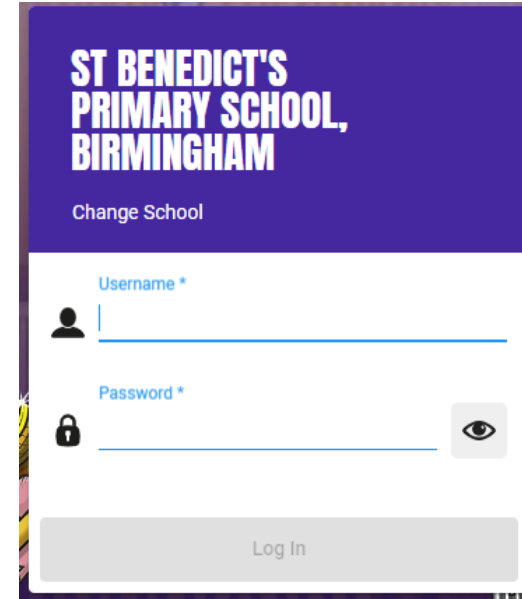 ST BENEDICT'S
PRIMARY SCHOOL,
BIRMINGHAM
Change School
Username *
Password *
Log In